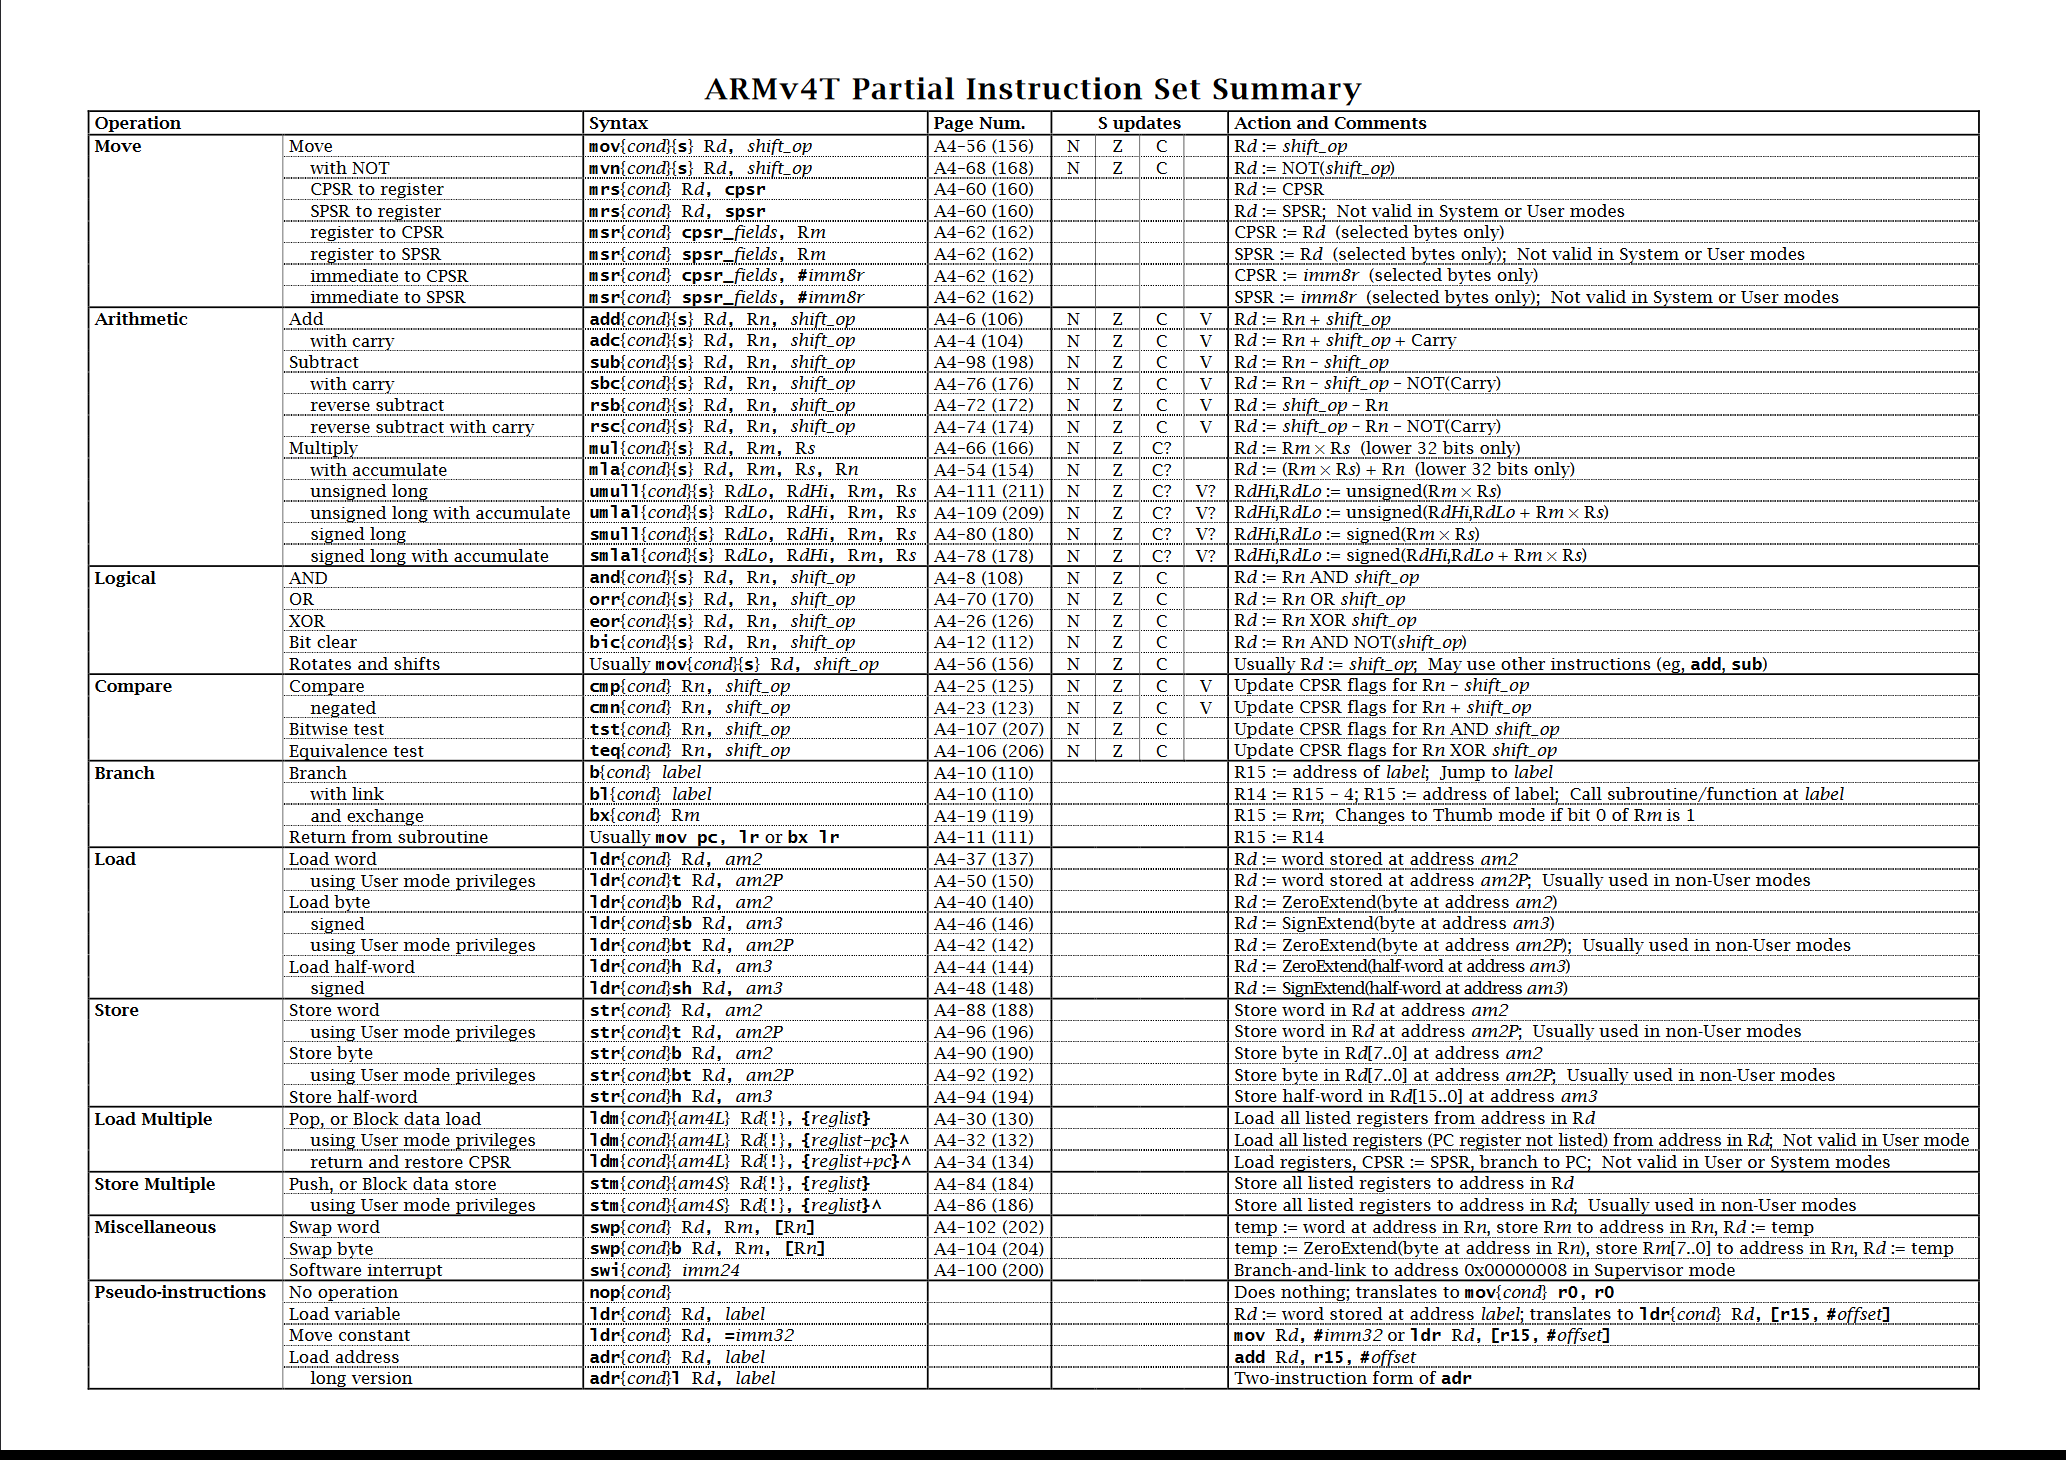 ARMv4T Partial Instruction Set Summary
Operation Syntax Page Num. S updates Action and Comments
Move Move mov{cond}{s} Rd, shift_op A4–56 (156) N Z C Rd := shift_op
with NOT mvn{cond}{s} Rd, shift_op A4–68 (168) N Z C Rd := NOT(shift_op)
CPSR to register mrs{cond} Rd, cpsr A4–60 (160) Rd := CPSR
SPSR to register mrs{cond} Rd, spsr A4–60 (160) Rd := SPSR; Not valid in System or User modes
register to CPSR msr{cond} cpsr_fields, Rm A4–62 (162) CPSR := Rd (selected bytes only)
register to SPSR msr{cond} spsr_fields, Rm A4–62 (162) SPSR := Rd (selected bytes only); Not valid in System or User modes
immediate to CPSR msr{cond} cpsr_fields, #imm8r A4–62 (162) CPSR := imm8r (selected bytes only)
immediate to SPSR msr{cond} spsr_fields, #imm8r A4–62 (162) SPSR := imm8r (selected bytes only); Not valid in System or User modes
Arithmetic Add add{cond}{s} Rd, Rn, shift_op A4–6 (106) N Z C V Rd := Rn + shift_op
with carry adc{cond}{s} Rd, Rn, shift_op A4–4 (104) N Z C V Rd := Rn + shift_op + Carry
Subtract sub{cond}{s} Rd, Rn, shift_op A4–98 (198) N Z C V Rd := Rn – shift_op
with carry sbc{cond}{s} Rd, Rn, shift_op A4–76 (176) N Z C V Rd := Rn – shift_op – NOT(Carry)
reverse subtract rsb{cond}{s} Rd, Rn, shift_op A4–72 (172) N Z C V Rd := shift_op – Rn
reverse subtract with carry rsc{cond}{s} Rd, Rn, shift_op A4–74 (174) N Z C V Rd := shift_op – Rn – NOT(Carry)
Multiply mul{cond}{s} Rd, Rm, Rs A4–66 (166) N Z C? Rd := Rm × Rs (lower 32 bits only)
with accumulate mla{cond}{s} Rd, Rm, Rs, Rn A4–54 (154) N Z C? Rd := (Rm × Rs) + Rn (lower 32 bits only)
unsigned long umull{cond}{s} RdLo, RdHi, Rm, Rs A4–111 (211) N Z C? V? RdHi,RdLo := unsigned(Rm × Rs)
unsigned long with accumulate umlal{cond}{s} RdLo, RdHi, Rm, Rs A4–109 (209) N Z C? V? RdHi,RdLo := unsigned(RdHi,RdLo + Rm × Rs)
signed long smull{cond}{s} RdLo, RdHi, Rm, Rs A4–80 (180) N Z C? V? RdHi,RdLo := signed(Rm × Rs)
signed long with accumulate smlal{cond}{s} RdLo, RdHi, Rm, Rs A4–78 (178) N Z C? V? RdHi,RdLo := signed(RdHi,RdLo + Rm × Rs)
Logical AND and{cond}{s} Rd, Rn, shift_op A4–8 (108) N Z C Rd := Rn AND shift_op
OR orr{cond}{s} Rd, Rn, shift_op A4–70 (170) N Z C Rd := Rn OR shift_op
XOR eor{cond}{s} Rd, Rn, shift_op A4–26 (126) N Z C Rd := Rn XOR shift_op
Bit clear bic{cond}{s} Rd, Rn, shift_op A4–12 (112) N Z C Rd := Rn AND NOT(shift_op)
Rotates and shifts Usually mov{cond}{s} Rd, shift_op A4–56 (156) N Z C Usually Rd := shift_op; May use other instructions (eg, add, sub)
Compare Compare cmp{cond} Rn, shift_op A4–25 (125) N Z C V Update CPSR flags for Rn – shift_op
negated cmn{cond} Rn, shift_op A4–23 (123) N Z C V Update CPSR flags for Rn + shift_op
Bitwise test tst{cond} Rn, shift_op A4–107 (207) N Z C Update CPSR flags for Rn AND shift_op
Equivalence test teq{cond} Rn, shift_op A4–106 (206) N Z C Update CPSR flags for Rn XOR shift_op
Branch Branch b{cond} label A4–10 (110) R15 := address of label; Jump to label
with link bl{cond} label A4–10 (110) R14 := R15 – 4; R15 := address of label; Call subroutine/function at label
and exchange bx{cond} Rm A4–19 (119) R15 := Rm; Changes to Thumb mode if bit 0 of Rm is 1
Return from subroutine Usually mov pc, lr or bx lr A4–11 (111) R15 := R14
Load Load word ldr{cond} Rd, am2 A4–37 (137) Rd := word stored at address am2
using User mode privileges ldr{cond}t Rd, am2P A4–50 (150) Rd := word stored at address am2P; Usually used in non-User modes
Load byte ldr{cond}b Rd, am2 A4–40 (140) Rd := ZeroExtend(byte at address am2)
signed ldr{cond}sb Rd, am3 A4–46 (146) Rd := SignExtend(byte at address am3)
using User mode privileges ldr{cond}bt Rd, am2P A4–42 (142) Rd := ZeroExtend(byte at address am2P); Usually used in non-User modes
Load half-word ldr{cond}h Rd, am3 A4–44 (144) Rd := ZeroExtend(half-word at address am3)
signed ldr{cond}sh Rd, am3 A4–48 (148) Rd := SignExtend(half-word at address am3)
Store Store word str{cond} Rd, am2 A4–88 (188) Store word in Rd at address am2
using User mode privileges str{cond}t Rd, am2P A4–96 (196) Store word in Rd at address am2P; Usually used in non-User modes
Store byte str{cond}b Rd, am2 A4–90 (190) Store byte in Rd[7..0] at address am2
using User mode privileges str{cond}bt Rd, am2P A4–92 (192) Store byte in Rd[7..0] at address am2P; Usually used in non-User modes
Store half-word str{cond}h Rd, am3 A4–94 (194) Store half-word in Rd[15..0] at address am3
Load Multiple Pop, or Block data load ldm{cond}{am4L} Rd{!}, {reglist} A4–30 (130) Load all listed registers from address in Rd
using User mode privileges ldm{cond}{am4L} Rd{!}, {reglist–pc}^ A4–32 (132) Load all listed registers (PC register not listed) from address in Rd; Not valid in User mode
return and restore CPSR ldm{cond}{am4L} Rd{!}, {reglist+pc}^ A4–34 (134) Load registers, CPSR := SPSR, branch to PC; Not valid in User or System modes
Store Multiple Push, or Block data store stm{cond}{am4S} Rd{!}, {reglist} A4–84 (184) Store all listed registers to address in Rd
using User mode privileges stm{cond}{am4S} Rd{!}, {reglist}^ A4–86 (186) Store all listed registers to address in Rd; Usually used in non-User modes
Miscellaneous Swap word swp{cond} Rd, Rm, [Rn] A4–102 (202) temp := word at address in Rn, store Rm to address in Rn, Rd := temp
Swap byte swp{cond}b Rd, Rm, [Rn] A4–104 (204) temp := ZeroExtend(byte at address in Rn), store Rm[7..0] to address in Rn, Rd := temp
Software interrupt swi{cond} imm24 A4–100 (200) Branch-and-link to address 0x00000008 in Supervisor mode
Pseudo-instructions No operation nop{cond} Does nothing; translates to mov{cond} r0, r0
Load variable ldr{cond} Rd, label Rd := word stored at address label; translates to ldr{cond} Rd, [r15, #offset]
Move constant ldr{cond} Rd, =imm32 mov Rd, #imm32 or ldr Rd, [r15, #offset]
Load address adr{cond} Rd, label add Rd, r15, #offset
long version adr{cond}l Rd, label Two-instruction form of adr